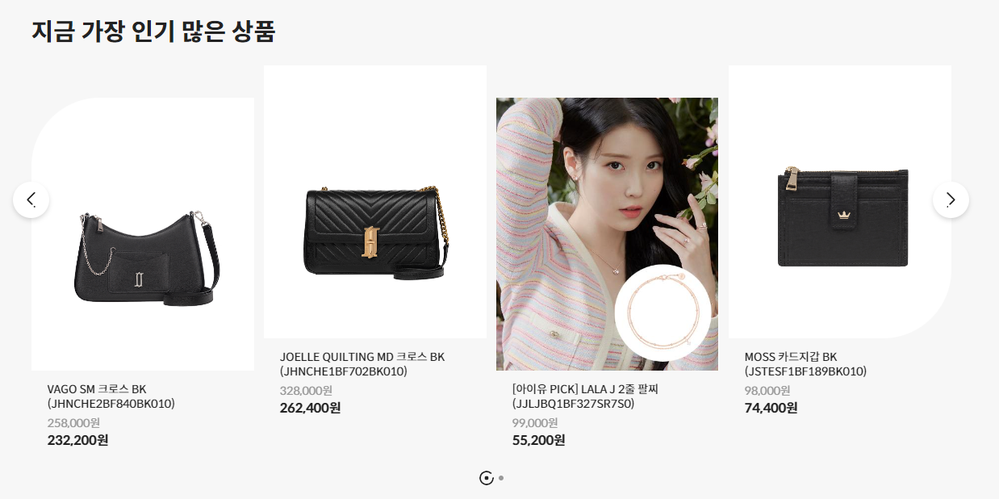 지금 가장 인기 많은 상품
VAGO SM 크로스 BK
(JHNCHE2BF840BK010)
258,000원
232,200원
JOELLE QUILTING MD 크로스 BK
(JHNCHE1BF702BK010)
328,000원
262,400원
[아이유 PICK] LALA J 2줄 팔찌
(JJLJBQ1BF327SR7S0)
99,000원
55,200원
MOSS 카드지갑 BK
(JSTESF1BF189BK010)
98,000원
74,400원